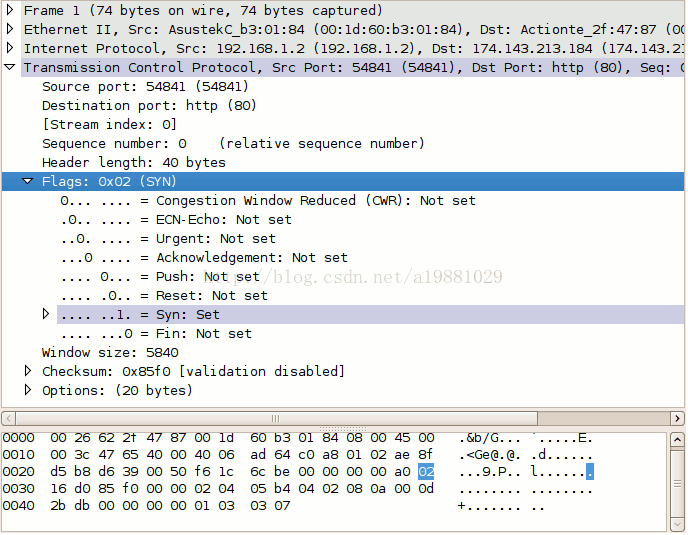 Frame 1 (74 bytes on wire, 74 bytes captured)
Ethernet II, Src: AsustekC_b3:01:84 (00:1d:60:b3:01:84), Dst: Actionte_2f:47:87 (00
Internet Protocol, Src: 192.168.1.2 (192.168.1.2), Dst: 174.143.213.184 (174.143.21
Transmission Control Protocol, Src Port: 54841 (54841), Dst Port: http (80), Seq: 0
Source port: 54841 (54841)
Destination port: http (80)
[Stream index: 0]
Sequence number: 0 (relative sequence number)
Header length: 40 bytes
Flags: 0x02 (SYN)
0... .... = Congestion Window Reduced (CWR): Not set
.0.. .... = ECN-Echo: Not set
..0. .... = Urgent: Not set
...0 .... = Acknowledgement: Not set
.... 0... = Push: Not set
http://blog.csdn.net/a19881029
.... .0.. = Reset: Not set
.... ..1. = Syn: Set
.... ...0 = Fin: Not set
Window size: 5840
Checksum: 0x85f0 [validation disabled]
Options: (20 bytes)
0000 00 26 62 2f 47 87 00 1d 60 b3 01 84 08 00 45 00 .&b/G... `.....E.
0010 00 3c 47 65 40 00 40 06 ad 64 c0 a8 01 02 ae 8f .<Ge@.@. .d......
0020 d5 b8 d6 39 00 50 f6 1c 6c be 00 00 00 00 a0 02 ...9.P.. l.......
0030 16 d0 85 f0 00 00 02 04 05 b4 04 02 08 0a 00 0d ........ ........
0040 2b db 00 00 00 00 01 03 03 07 +....... ..